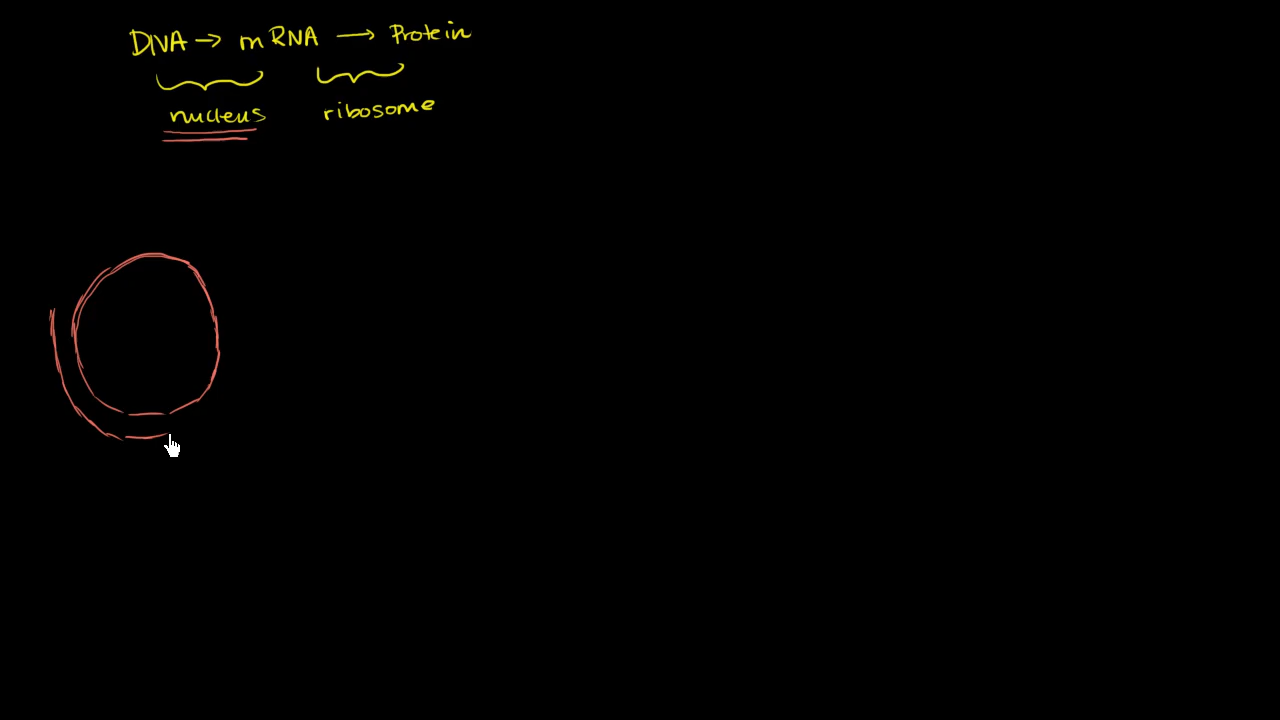 DNA → mRNA → Protein
nucleus ribosome